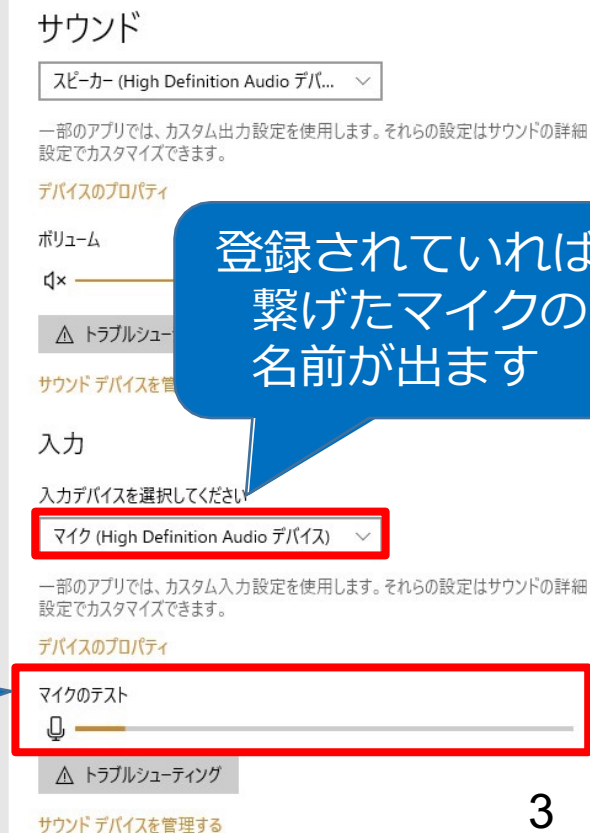 サウンド
スピーカー (High Definition Audio デバ...
一部のアプリでは、カスタム出力設定を使用します。それらの設定はサウンドの詳細
設定でカスタマイズできます。
デバイスのプロパティ
ボリューム
登録されていれば
繋げたマイクの
名前が出ます
トラブルシュー
サウンド デバイスを管
入力
入力デバイスを選択してください
マイク (High Definition Audio デバイス)
一部のアプリでは、カスタム入力設定を使用します。それらの設定はサウンドの詳細
設定でカスタマイズできます。
デバイスのプロパティ
マイクのテスト
トラブルシューティング
サウンド デバイスを管理する
3